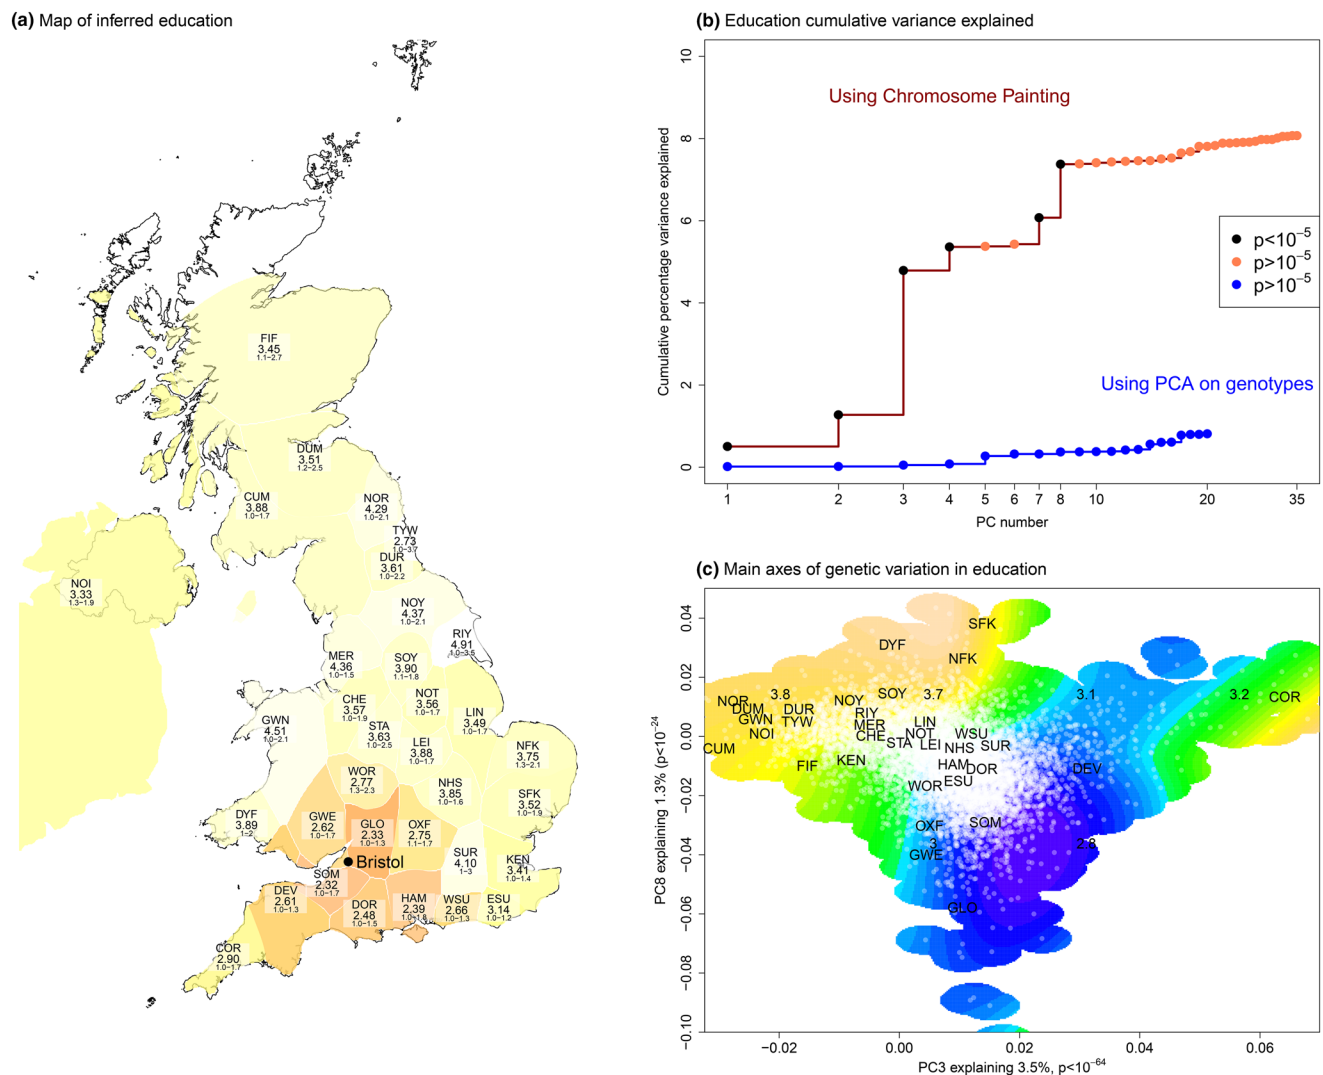 (a) Map of inferred education
FIF
3.45
1.1−2.7
DUM
3.51
1.2−2.5
CUM
3.88
1.0−1.7
NOR
4.29
1.0−2.1
TYW
2.73
1.0−3.7
DUR
3.61
1.0−2.2
NOI
3.33
1.3−1.9
NOY
4.37
1.0−2.1
RIY
4.91
1.0−3.5
MER
4.36
1.0−1.5
SOY
3.90
1.1−1.8
CHE
3.57
1.0−1.9
NOT
3.56
1.0−1.7
GWN
4.51
1.0−2.1
STA
3.63
1.0−2.5
LIN
3.49
1.0−1.7
LEI
3.88
1.0−1.7
NFK
3.75
1.3−2.1
WOR
2.77
1.3−2.3
NHS
3.85
1.0−1.6
SFK
3.52
1.0−1.9
DYF
3.89
1−2
GWE
2.62
1.0−1.7
GLO
2.33
1.0−1.3
OXF
2.75
1.1−1.7
Bristol
SUR
4.10
1−3
KEN
3.41
1.0−1.4
SOM
2.32
1.0−1.7
DEV
2.61
1.0−1.3
DOR
2.48
1.0−1.5
HAM
2.39
1.0−1.8
WSU
2.66
1.0−1.3
ESU
3.14
1.0−1.2
COR
2.90
1.0−1.7
(b) Education cumulative variance explained
Cumulative percentage variance explained
10
8
6
4
2
0
Using Chromosome Painting
p<10−5
p>10−5
p>10−5
Using PCA on genotypes
1 2 3 4 5 6 7 8 10 20 35
PC number
(c) Main axes of genetic variation in education
PC8 explaining 1.3% (p<10−24
0.04
0.02
0.00
−0.02
−0.04
−0.06
−0.08
−0.10
SFK
DYF
NFK
NOR 3.8 NOY SOY 3.7 3.1 3.2 COR
DUM DUR RIY
GWN TYW MER LIN
NOI CHE NOT WSU
CUM STA LEI NHS SUR
FIF KEN HAM DOR DEV
WOR ESU
OXF SOM
3 2.8
GWE
GLO
−0.02 0.00 0.02 0.04 0.06
PC3 explaining 3.5%, p<10−64